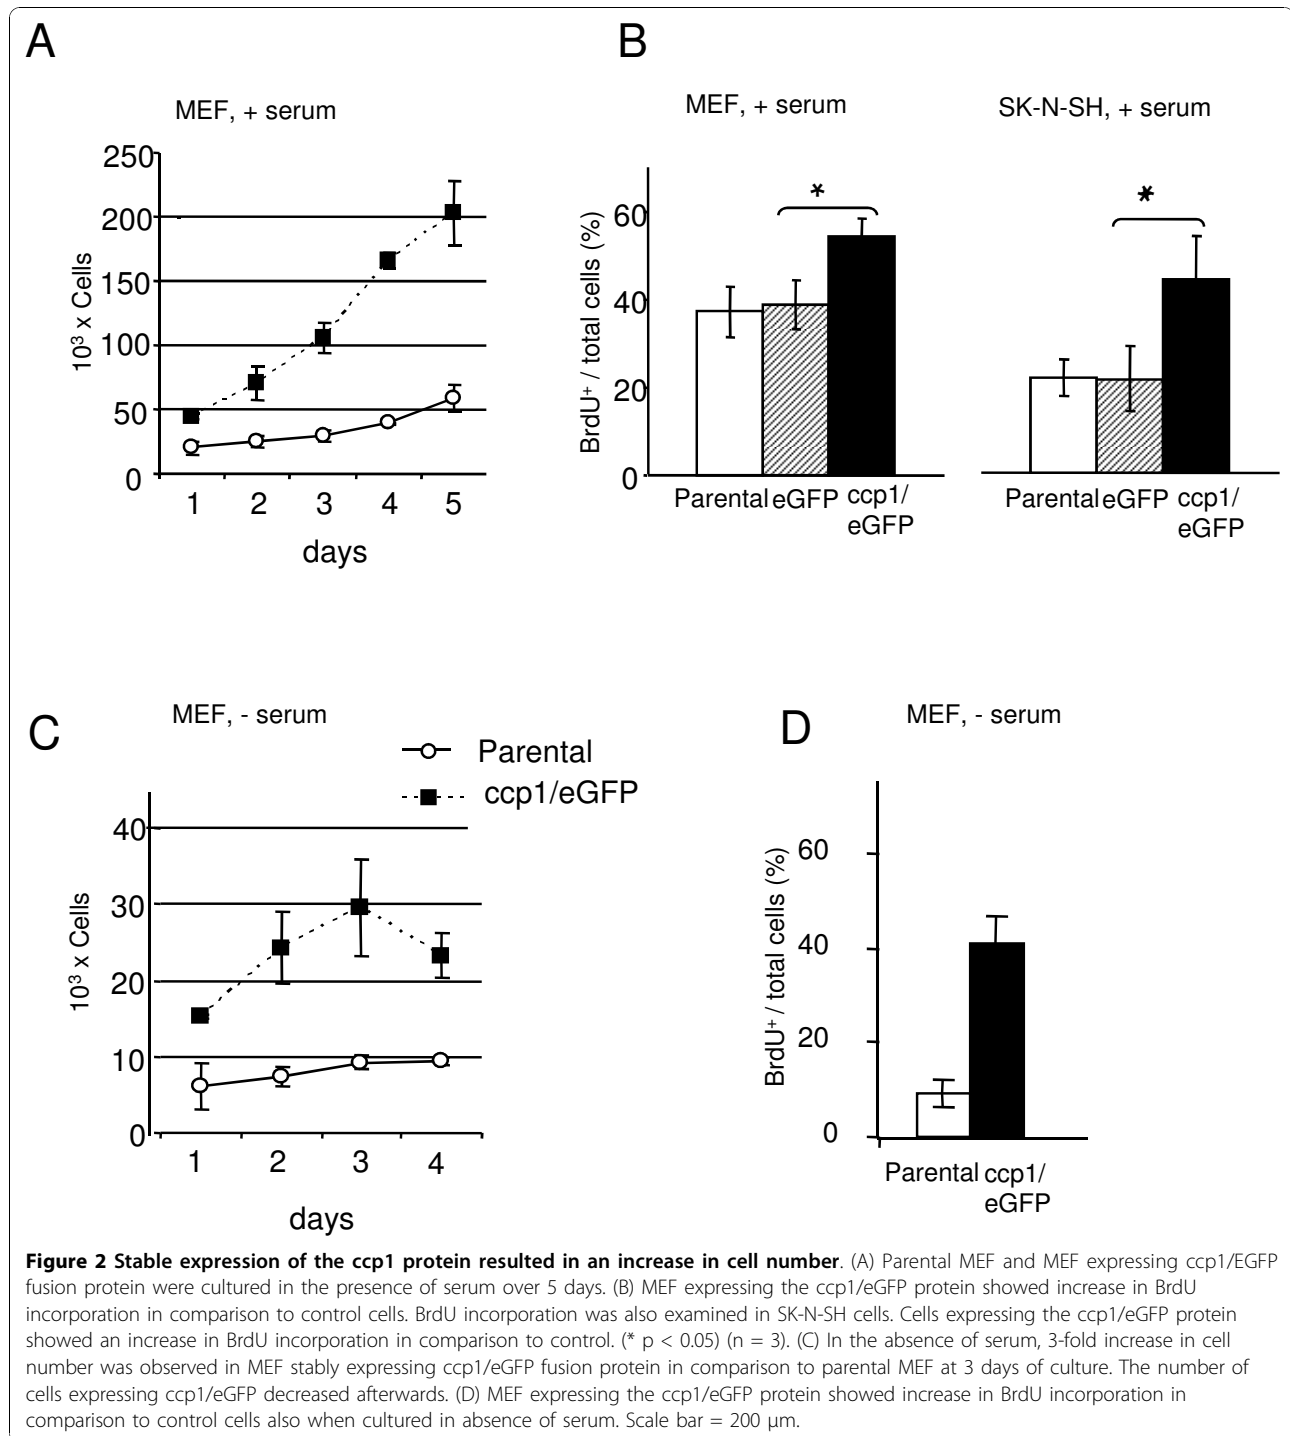 A
MEF, + serum
250
200
150
100
50
0
10³ x Cells
1 2 3 4 5
days
B
MEF, + serum
SK-N-SH, + serum
*
*
60
40
20
0
BrdU⁺ / total cells (%)
Parental eGFP ccp1/
eGFP
Parental eGFP ccp1/
eGFP
C
MEF, - serum
Parental
ccp1/eGFP
40
30
20
10
0
10³ x Cells
1 2 3 4
days
D
MEF, - serum
60
40
20
0
BrdU⁺ / total cells (%)
Parental ccp1/
eGFP
Figure 2 Stable expression of the ccp1 protein resulted in an increase in cell number. (A) Parental MEF and MEF expressing ccp1/EGFP
fusion protein were cultured in the presence of serum over 5 days. (B) MEF expressing the ccp1/eGFP protein showed increase in BrdU
incorporation in comparison to control cells. BrdU incorporation was also examined in SK-N-SH cells. Cells expressing the ccp1/eGFP protein
showed an increase in BrdU incorporation in comparison to control. (* p < 0.05) (n = 3). (C) In the absence of serum, 3-fold increase in cell
number was observed in MEF stably expressing ccp1/eGFP fusion protein in comparison to parental MEF at 3 days of culture. The number of
cells expressing ccp1/eGFP decreased afterwards. (D) MEF expressing the ccp1/eGFP protein showed increase in BrdU incorporation in
comparison to control cells also when cultured in absence of serum. Scale bar = 200 μm.